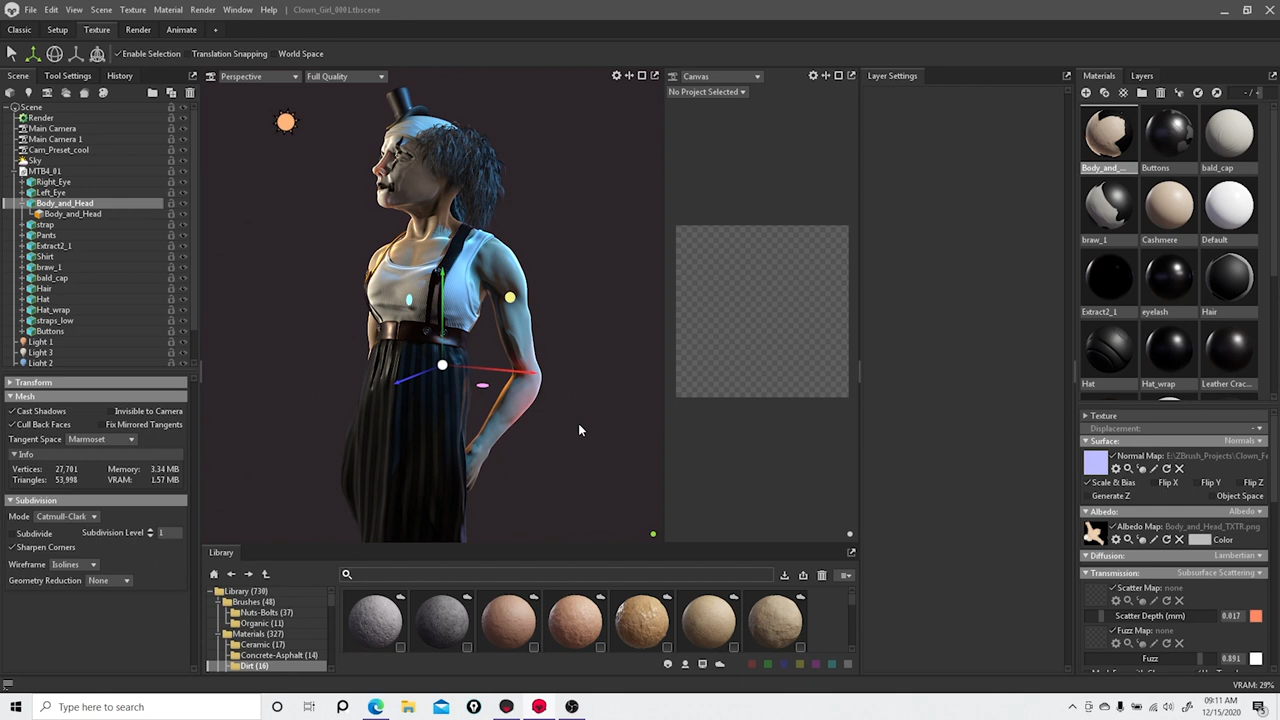 File Edit View Scene Texture Material Render Window Help Clown_Girl_000l.tbscene
Classic Setup Texture Render Animate +
Enable Selection Translation Snapping World Space
Scene Tool Settings History
Perspective Full Quality
Canvas
Layer Settings
Materials Layers
No Project Selected
Scene
Render
Main Camera
Main Camera 1
Cam_Preset_cool
Sky
MTB4_01
Right_Eye
Left_Eye
Body_and_Head
Body_and_Head
strap
Pants
Extract2_1
Shirt
braw_1
bald_cap
Hair
Hat
Hat_wrap
straps_low
Buttons
Light 1
Light 3
Light 2
Transform
Mesh
Cast Shadows Invisible to Camera
Cull Back Faces Fix Mirrored Tangents
Tangent Space Marmoset
Info
Vertices: 27,781 Memory: 3.34 MB
Triangles: 53,998 VRAM: 1.57 MB
Subdivision
Mode Catmull-Clark
Subdivide Subdivision Level 1
Sharpen Corners
Wireframe Isolines
Geometry Reduction None
Library
Library (730)
Brushes (48)
Nuts-Bolts (37)
Organic (11)
Materials (327)
Ceramic (17)
Concrete-Asphalt (14)
Dirt (16)
Body_and_... Buttons bald_cap
braw_1 Cashmere Default
Extract2_1 eyelash Hair
Hat Hat_wrap Leather Crac...
Texture
Displacement:
Surface: Normals
Normal Map: E:\ZBrush_Projects\Clown_Fe
Scale & Bias Flip X Flip Y Flip Z
Generate Z Object Space
Albedo: Albedo
Albedo Map: Body_and_Head_TXTR.png
Color
Diffusion: Lambertian
Transmission: Subsurface Scattering
Scatter Map: none
Scatter Depth (mm) 0.017
Fuzz Map: none
Fuzz 0.891
VRAM: 29%
Type here to search
09:11 AM
12/15/2020